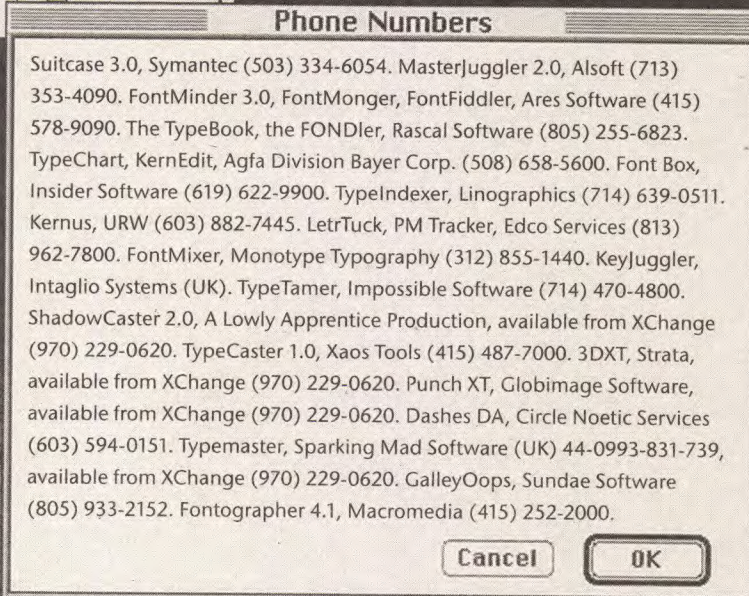 Phone Numbers
Suitcase 3.0, Symantec (503) 334-6054. MasterJuggler 2.0, Alsoft (713)
353-4090. FontMinder 3.0, FontMonger, FontFiddler, Ares Software (415)
578-9090. The TypeBook, the FONDler, Rascal Software (805) 255-6823.
TypeChart, KernEdit, Agfa Division Bayer Corp. (508) 658-5600. Font Box,
Insider Software (619) 622-9900. TypeIndexer, Linographics (714) 639-0511.
Kernus, URW (603) 882-7445. LetrTuck, PM Tracker, Edco Services (813)
962-7800. FontMixer, Monotype Typography (312) 855-1440. KeyJuggler,
Intaglio Systems (UK). TypeTamer, Impossible Software (714) 470-4800.
ShadowCaster 2.0, A Lowly Apprentice Production, available from XChange
(970) 229-0620. TypeCaster 1.0, Xaos Tools (415) 487-7000. 3DXT, Strata,
available from XChange (970) 229-0620. Punch XT, Globimage Software,
available from XChange (970) 229-0620. Dashes DA, Circle Noetic Services
(603) 594-0151. Typemaster, Sparking Mad Software (UK) 44-0993-831-739,
available from XChange (970) 229-0620. GalleyOops, Sundae Software
(805) 933-2152. Fontographer 4.1, Macromedia (415) 252-2000.
Cancel OK